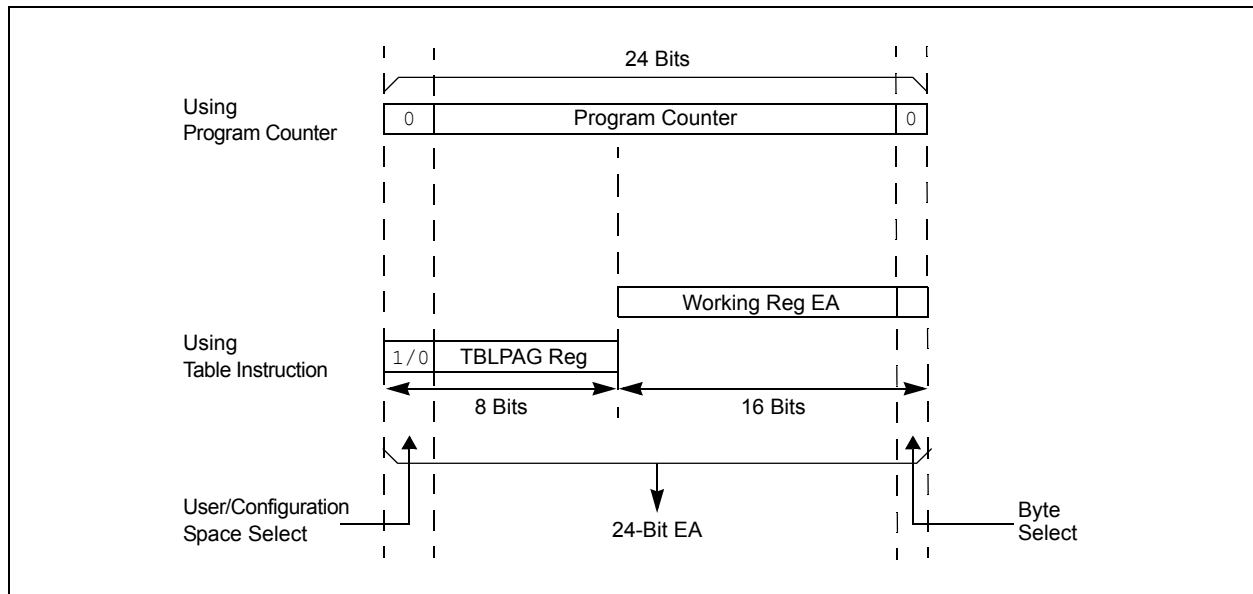 24 Bits
Using
Program Counter
0
Program Counter
0
Working Reg EA
Using
Table Instruction
1/0
TBLPAG Reg
8 Bits
16 Bits
User/Configuration
Space Select
24-Bit EA
Byte
Select